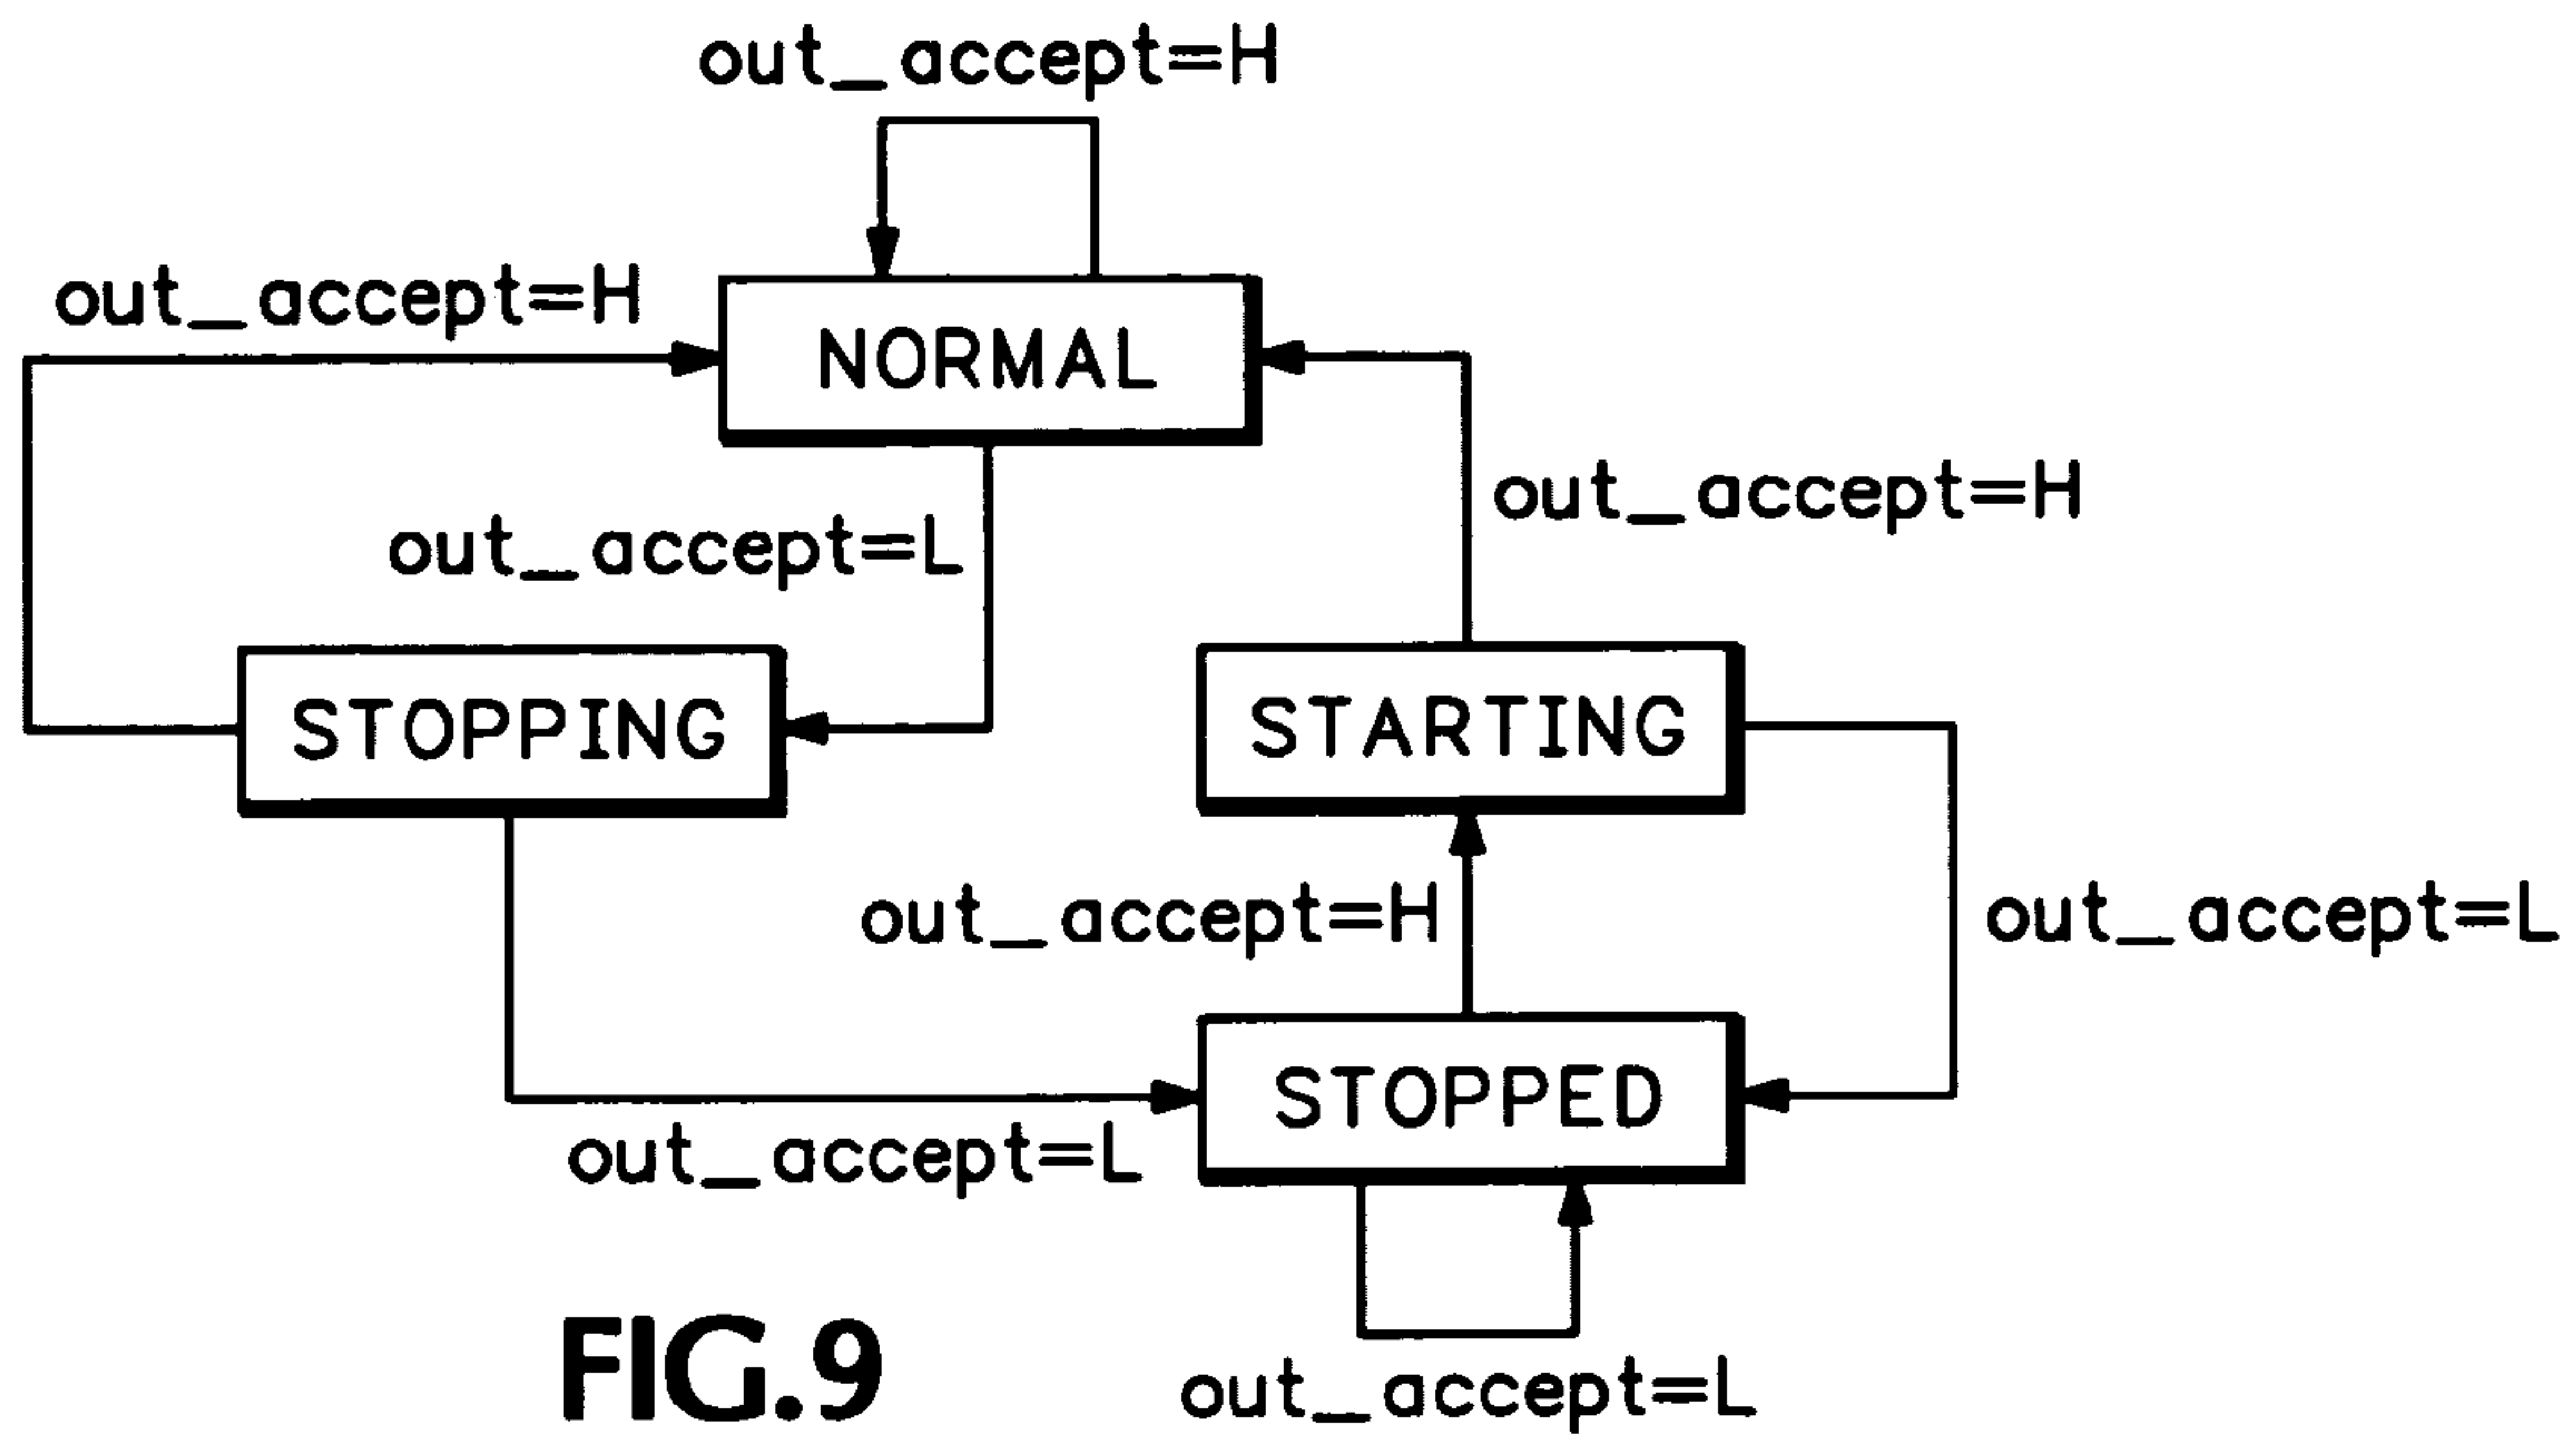 out_accept=H
out_accept=H
NORMAL
out_accept=H
out_accept=L
STOPPING
STARTING
out_accept=H
out_accept=L
STOPPED
out_accept=L
FIG.9
out_accept=L